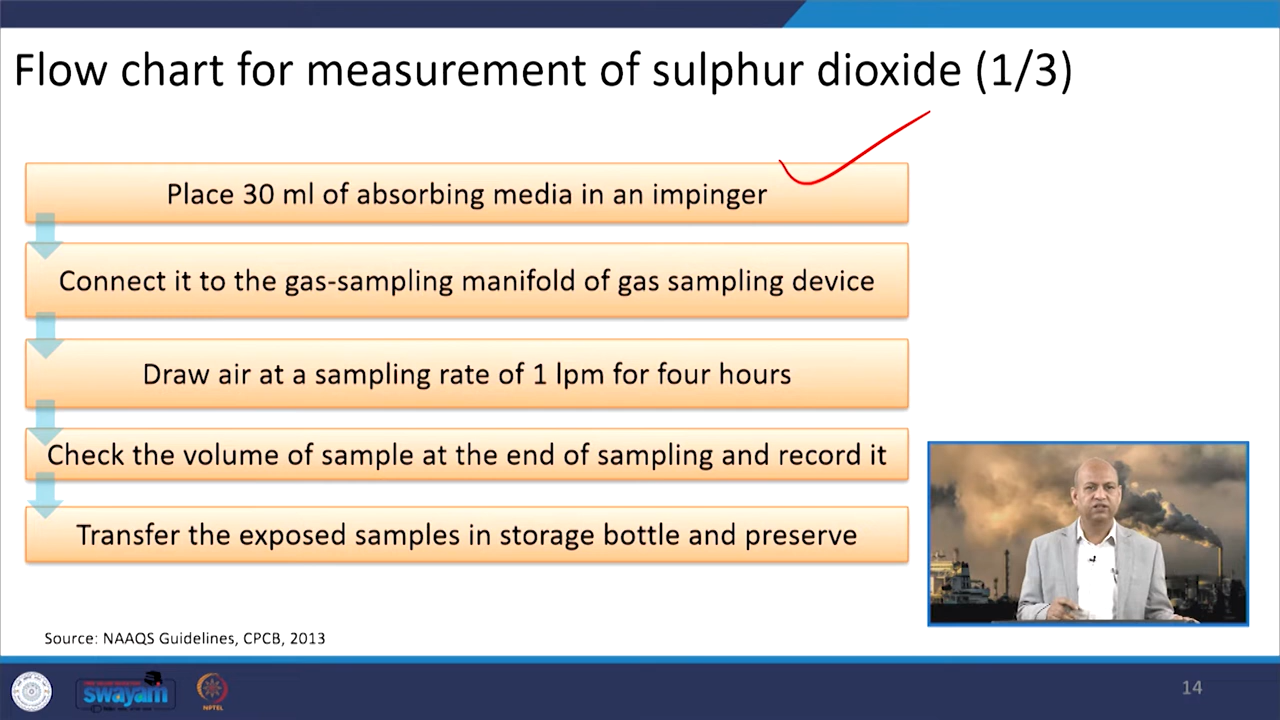 Flow chart for measurement of sulphur dioxide (1/3)
Place 30 ml of absorbing media in an impinger
Connect it to the gas-sampling manifold of gas sampling device
Draw air at a sampling rate of 1 lpm for four hours
Check the volume of sample at the end of sampling and record it
Transfer the exposed samples in storage bottle and preserve
Source: NAAQS Guidelines, CPCB, 2013
swayam
NPTEL
14